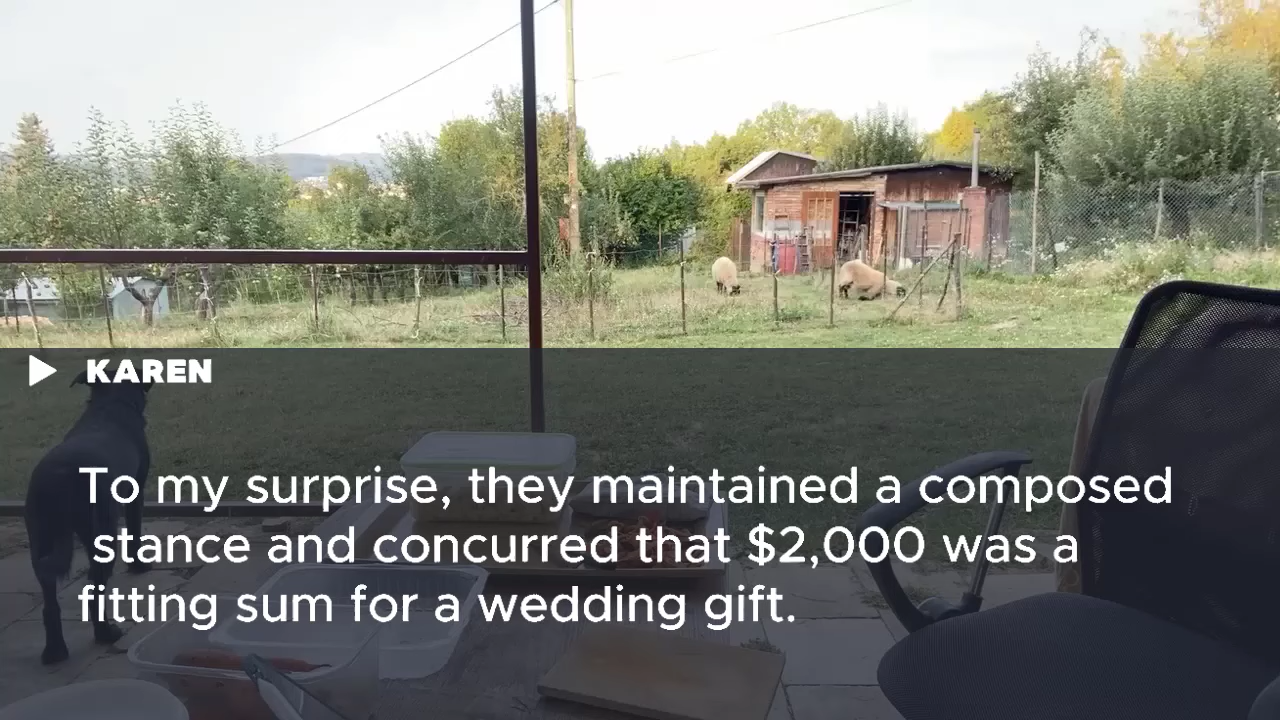 KAREN
To my surprise, they maintained a composed
stance and concurred that $2,000 was a
fitting sum for a wedding gift.